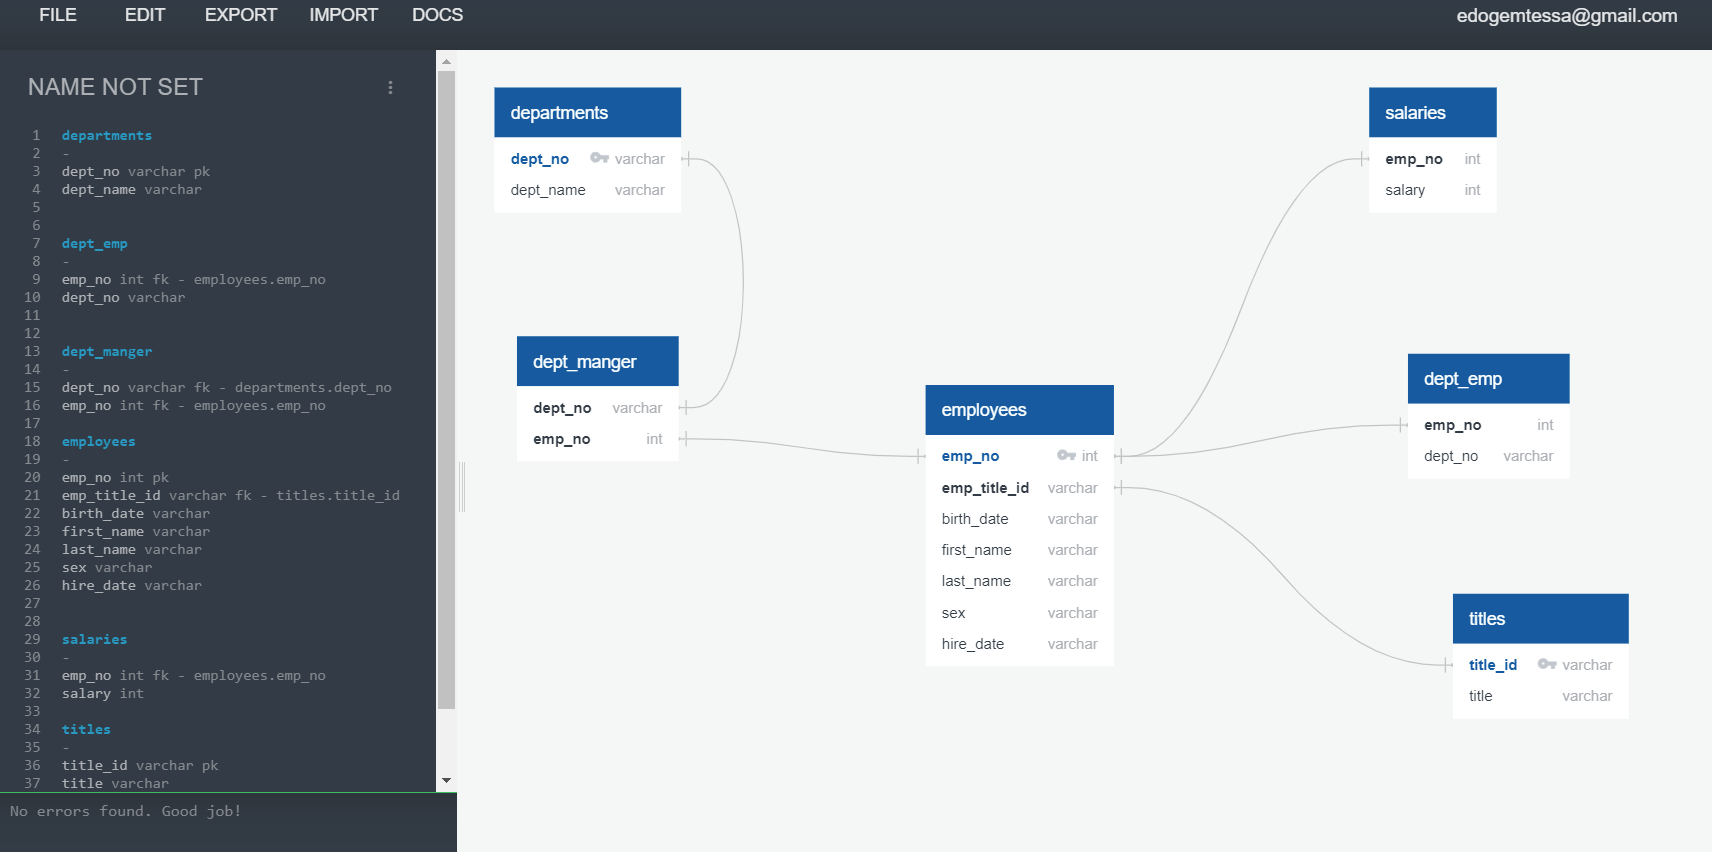 FILE EDIT EXPORT IMPORT DOCS edogemtessa@gmail.com
NAME NOT SET
1 departments
2 -
3 dept_no varchar pk
4 dept_name varchar
5
6
7 dept_emp
8 -
9 emp_no int fk - employees.emp_no
10 dept_no varchar
11
12
13 dept_manger
14 -
15 dept_no varchar fk - departments.dept_no
16 emp_no int fk - employees.emp_no
17
18 employees
19 -
20 emp_no int pk
21 emp_title_id varchar fk - titles.title_id
22 birth_date varchar
23 first_name varchar
24 last_name varchar
25 sex varchar
26 hire_date varchar
27
28
29 salaries
30 -
31 emp_no int fk - employees.emp_no
32 salary int
33
34 titles
35 -
36 title_id varchar pk
37 title varchar
No errors found. Good job!
departments
dept_no varchar
dept_name varchar
dept_manger
dept_no varchar
emp_no int
employees
emp_no int
emp_title_id varchar
birth_date varchar
first_name varchar
last_name varchar
sex varchar
hire_date varchar
salaries
emp_no int
salary int
dept_emp
emp_no int
dept_no varchar
titles
title_id varchar
title varchar